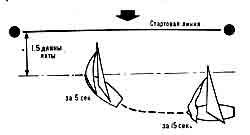 Стартовая линия
1,5 длины
яхты
за 5 сек.
за 15 сек.